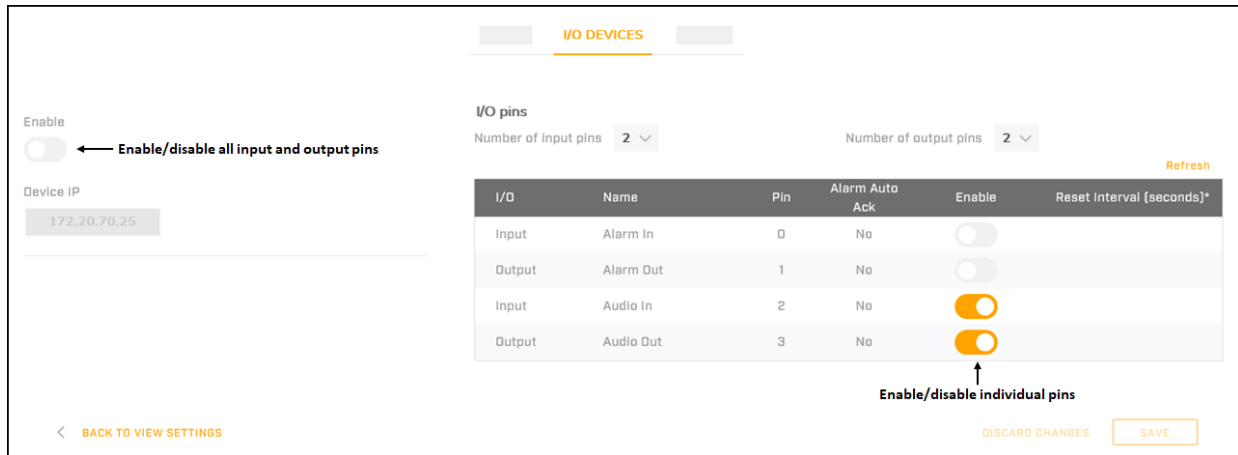 I/O DEVICES
Enable
Enable/disable all input and output pins
Device IP
172.20.70.25
I/O pins
Number of input pins 2
Number of output pins 2
Refresh
I/O Name Pin Alarm Auto Ack Enable Reset Interval (seconds)*
Input Alarm In 0 No
Output Alarm Out 1 No
Input Audio In 2 No
Output Audio Out 3 No
Enable/disable individual pins
BACK TO VIEW SETTINGS
DISCARD CHANGES SAVE